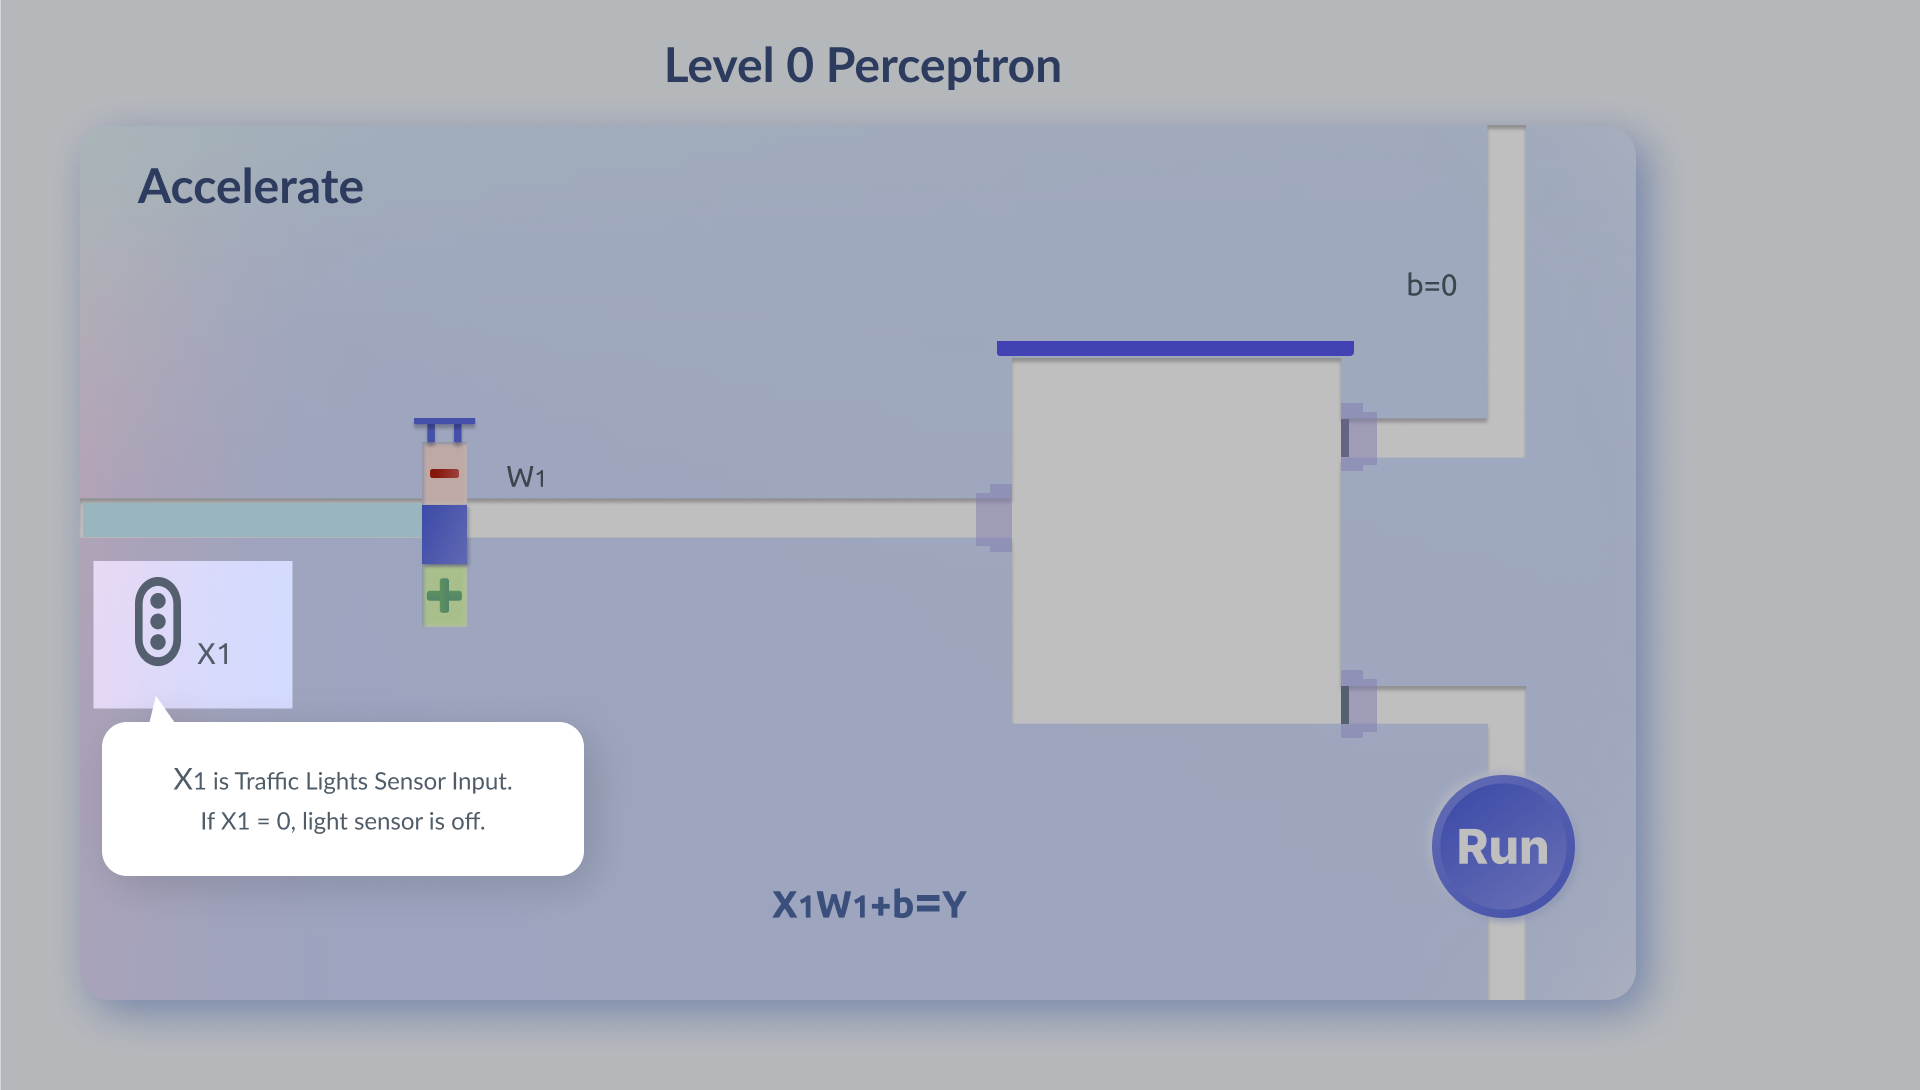 Level 0 Perceptron
Accelerate
b=0
W1
X1
X1 is Traffic Lights Sensor Input.
If X1 = 0, light sensor is off.
Run
X1W1+b=Y